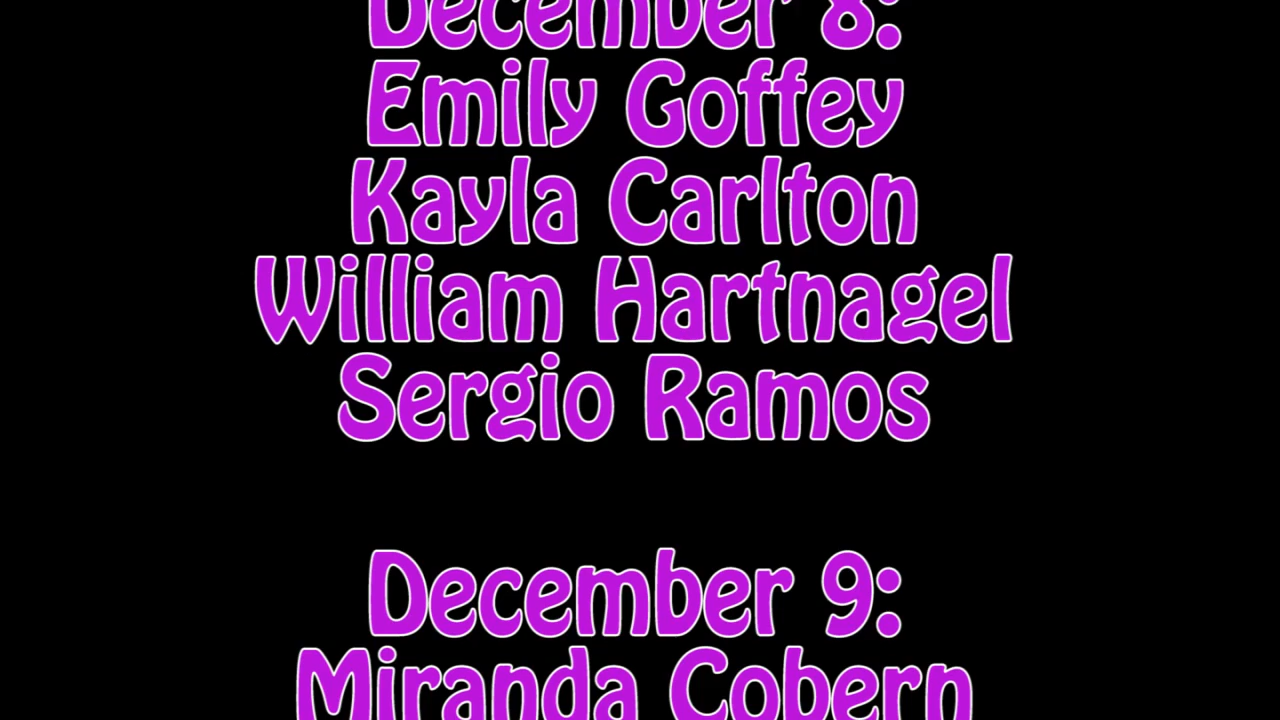 December 8:
Emily Goffey
Kayla Carlton
William Hartnagel
Sergio Ramos
December 9:
Miranda Cobern